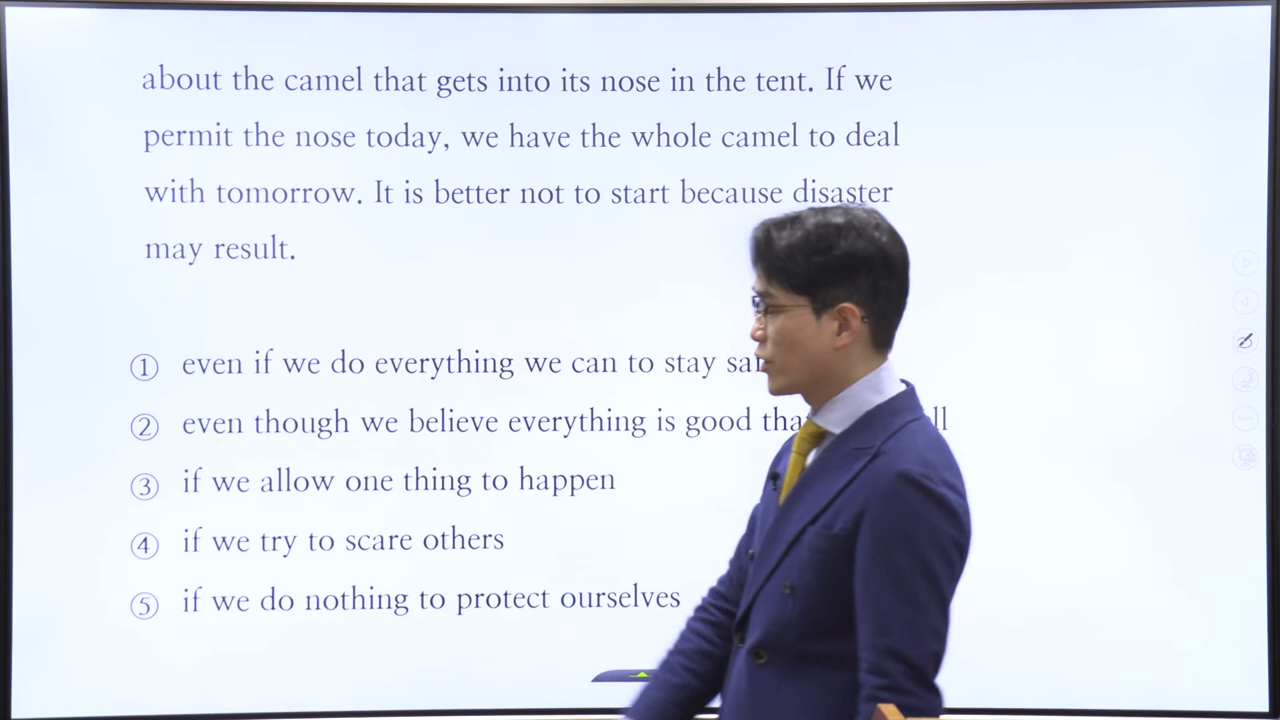 about the camel that gets into its nose in the tent. If we
permit the nose today, we have the whole camel to deal
with tomorrow. It is better not to start because disaster
may result.
① even if we do everything we can to stay
② even though we believe everything is good
③ if we allow one thing to happen
④ if we try to scare others
⑤ if we do nothing to protect ourselves